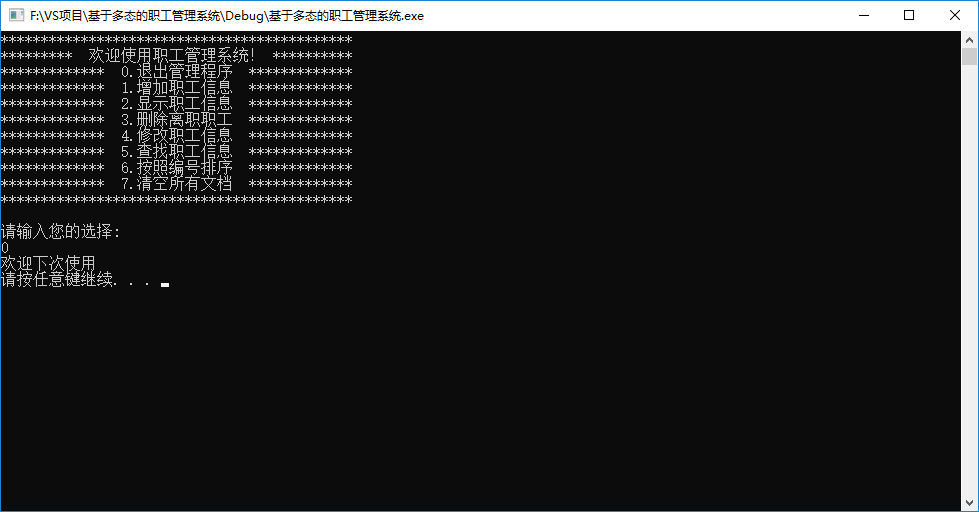 F:\VS项目\基于多态的职工管理系统\Debug\基于多态的职工管理系统.exe
********************************************
*********  欢迎使用职工管理系统!  **********
*************  0.退出管理程序  *************
*************  1.增加职工信息  *************
*************  2.显示职工信息  *************
*************  3.删除离职职工  *************
*************  4.修改职工信息  *************
*************  5.查找职工信息  *************
*************  6.按照编号排序  *************
*************  7.清空所有文档  *************
********************************************
请输入您的选择:
0
欢迎下次使用
请按任意键继续. . .